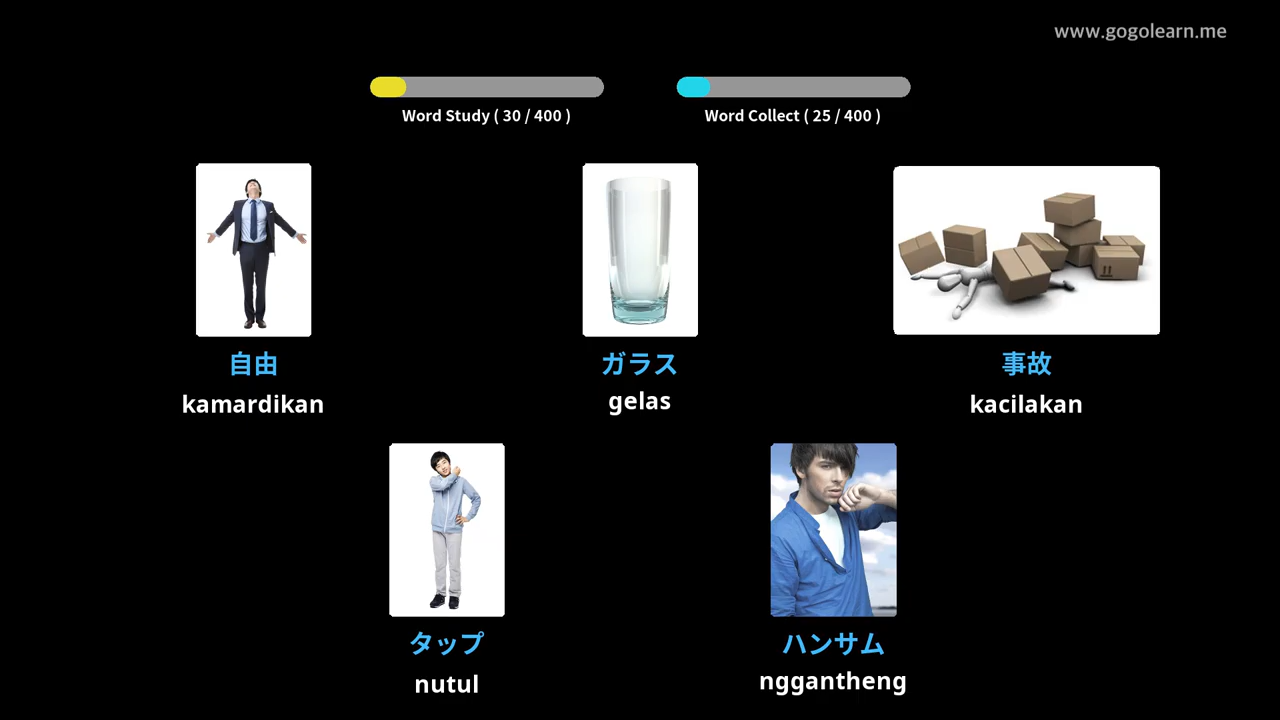 www.gogolearn.me
Word Study ( 30 / 400 )
Word Collect ( 25 / 400 )
自由
kamardikan
ガラス
gelas
事故
kacilakan
タップ
nutul
ハンサム
nggantheng